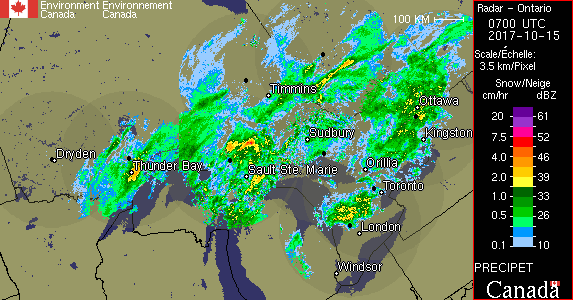 Environment Environnement
Canada Canada
100 KM
Timmins
Ottawa
Sudbury
Kingston
Dryden
Thunder Bay
Sault Ste. Marie
Orillia
Toronto
London
Windsor
Radar - Ontario
0700 UTC
2017-10-15
Scale/Échelle:
3.5 km/Pixel
Snow/Neige
cm/hr dBZ
20 61
7.5 52
4.0 46
2.0 39
1.0 33
0.5 26
0.1 10
PRECIPET
Canada